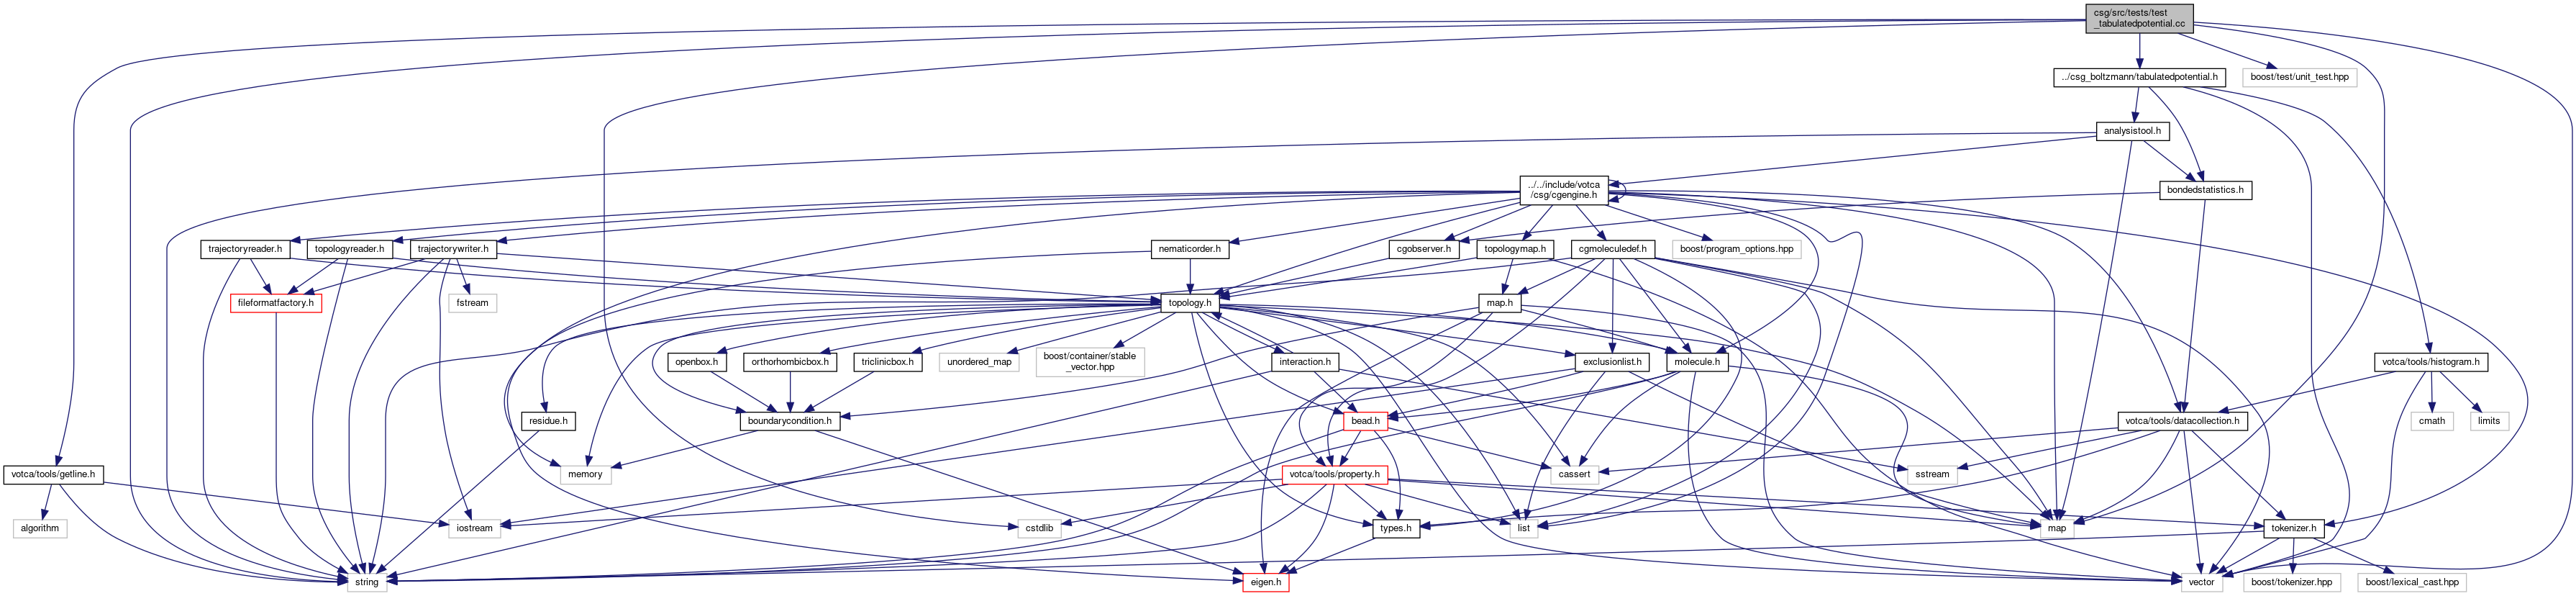 csg/src/tests/test
_tabulatedpotential.cc
../csg_boltzmann/tabulatedpotential.h
boost/test/unit_test.hpp
analysistool.h
../../include/votca
/csg/cgengine.h
bondedstatistics.h
trajectoryreader.h
topologyreader.h
trajectorywriter.h
nematicorder.h
cgobserver.h
topologymap.h
cgmoleculedef.h
boost/program_options.hpp
fileformatfactory.h
fstream
topology.h
map.h
openbox.h
orthorhombicbox.h
triclinicbox.h
unordered_map
boost/container/stable
_vector.hpp
interaction.h
exclusionlist.h
molecule.h
votca/tools/histogram.h
residue.h
boundarycondition.h
bead.h
votca/tools/datacollection.h
cmath
limits
votca/tools/getline.h
memory
votca/tools/property.h
cassert
sstream
algorithm
iostream
cstdlib
types.h
list
map
tokenizer.h
string
eigen.h
vector
boost/tokenizer.hpp
boost/lexical_cast.hpp